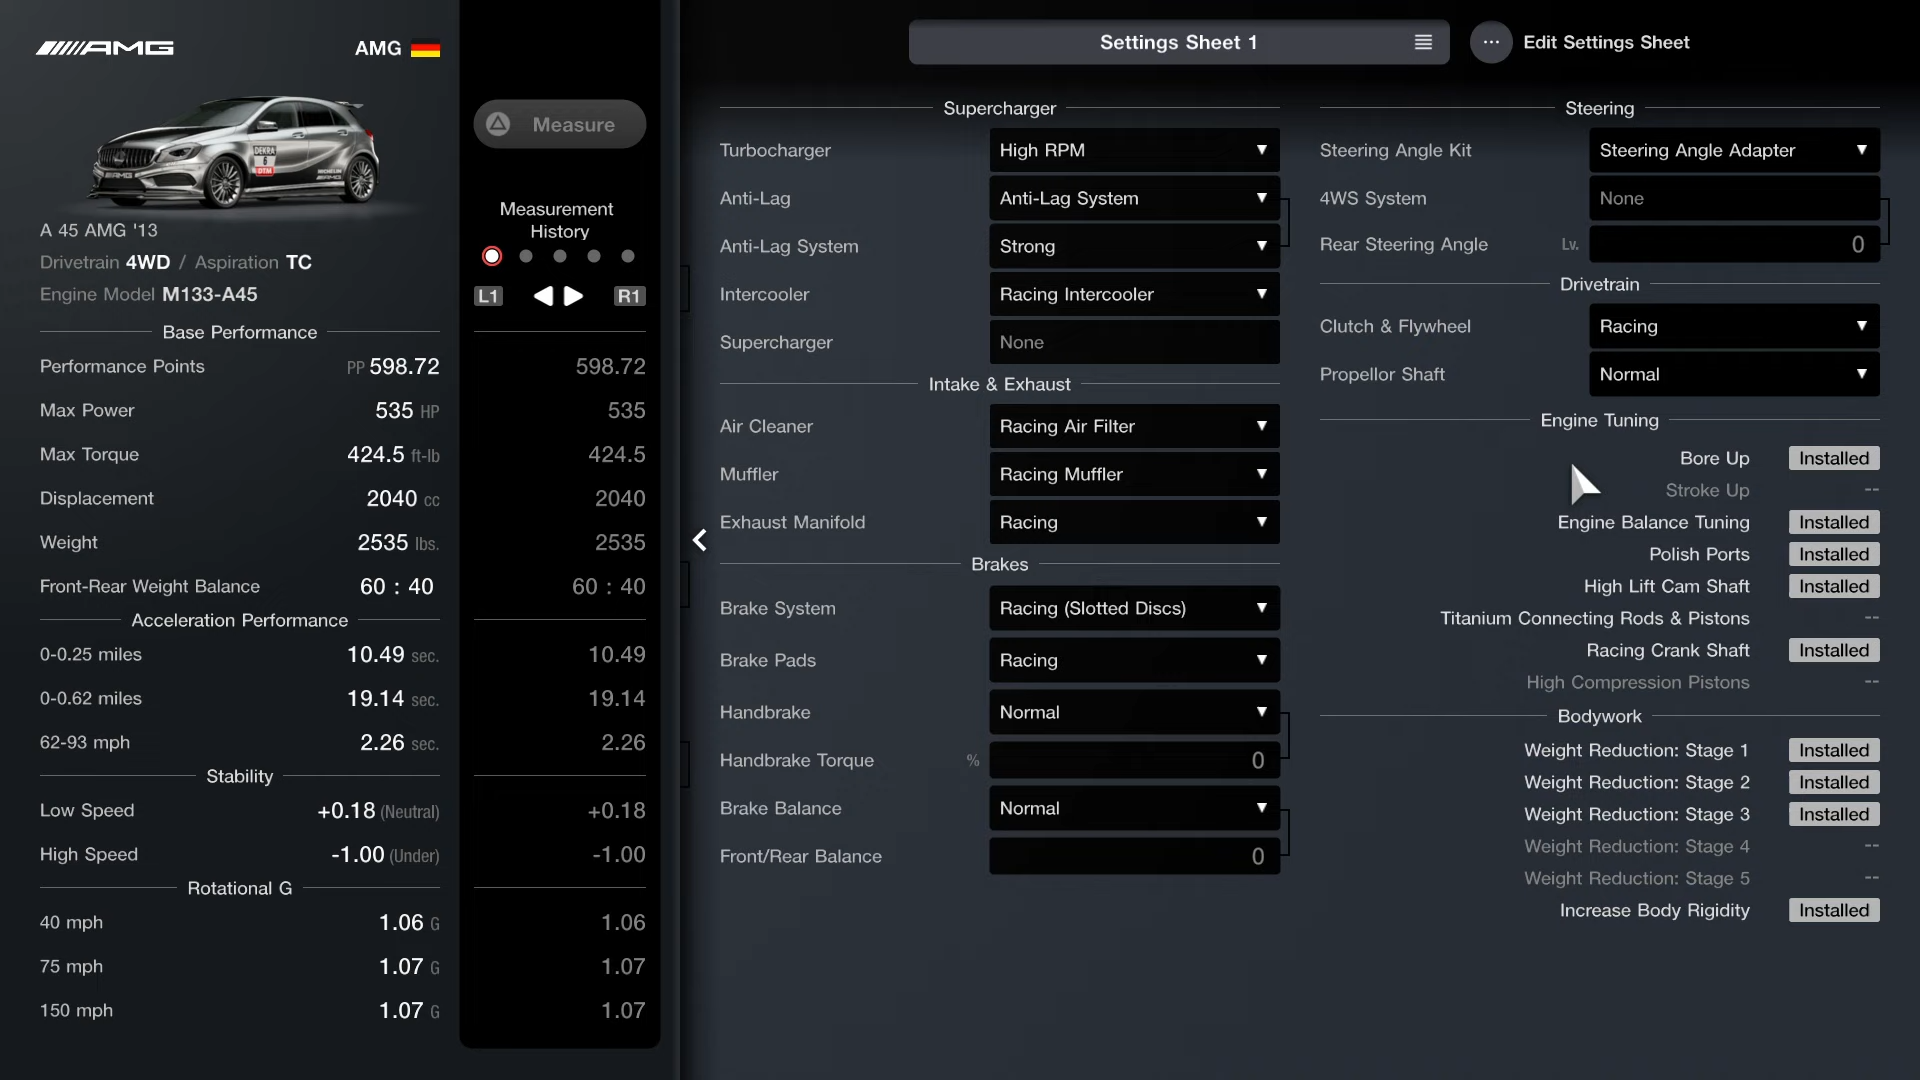 AMG
AMG
DEKRA
6
DTM
A 45 AMG '13
Drivetrain 4WD / Aspiration TC
Engine Model M133-A45
Base Performance
Performance Points PP 598.72
Max Power 535 HP
Max Torque 424.5 ft-lb
Displacement 2040 cc
Weight 2535 lbs.
Front-Rear Weight Balance 60 : 40
Acceleration Performance
0-0.25 miles 10.49 sec.
0-0.62 miles 19.14 sec.
62-93 mph 2.26 sec.
Stability
Low Speed +0.18 (Neutral)
High Speed -1.00 (Under)
Rotational G
40 mph 1.06 G
75 mph 1.07 G
150 mph 1.07 G
Measure
Measurement
History
L1 R1
598.72
535
424.5
2040
2535
60 : 40
10.49
19.14
2.26
+0.18
-1.00
1.06
1.07
1.07
Settings Sheet 1
Edit Settings Sheet
Supercharger
Turbocharger High RPM
Anti-Lag Anti-Lag System
Anti-Lag System Strong
Intercooler Racing Intercooler
Supercharger None
Intake & Exhaust
Air Cleaner Racing Air Filter
Muffler Racing Muffler
Exhaust Manifold Racing
Brakes
Brake System Racing (Slotted Discs)
Brake Pads Racing
Handbrake Normal
Handbrake Torque % 0
Brake Balance Normal
Front/Rear Balance 0
Steering
Steering Angle Kit Steering Angle Adapter
4WS System None
Rear Steering Angle Lv. 0
Drivetrain
Clutch & Flywheel Racing
Propellor Shaft Normal
Engine Tuning
Bore Up Installed
Stroke Up --
Engine Balance Tuning Installed
Polish Ports Installed
High Lift Cam Shaft Installed
Titanium Connecting Rods & Pistons --
Racing Crank Shaft Installed
High Compression Pistons --
Bodywork
Weight Reduction: Stage 1 Installed
Weight Reduction: Stage 2 Installed
Weight Reduction: Stage 3 Installed
Weight Reduction: Stage 4 --
Weight Reduction: Stage 5 --
Increase Body Rigidity Installed